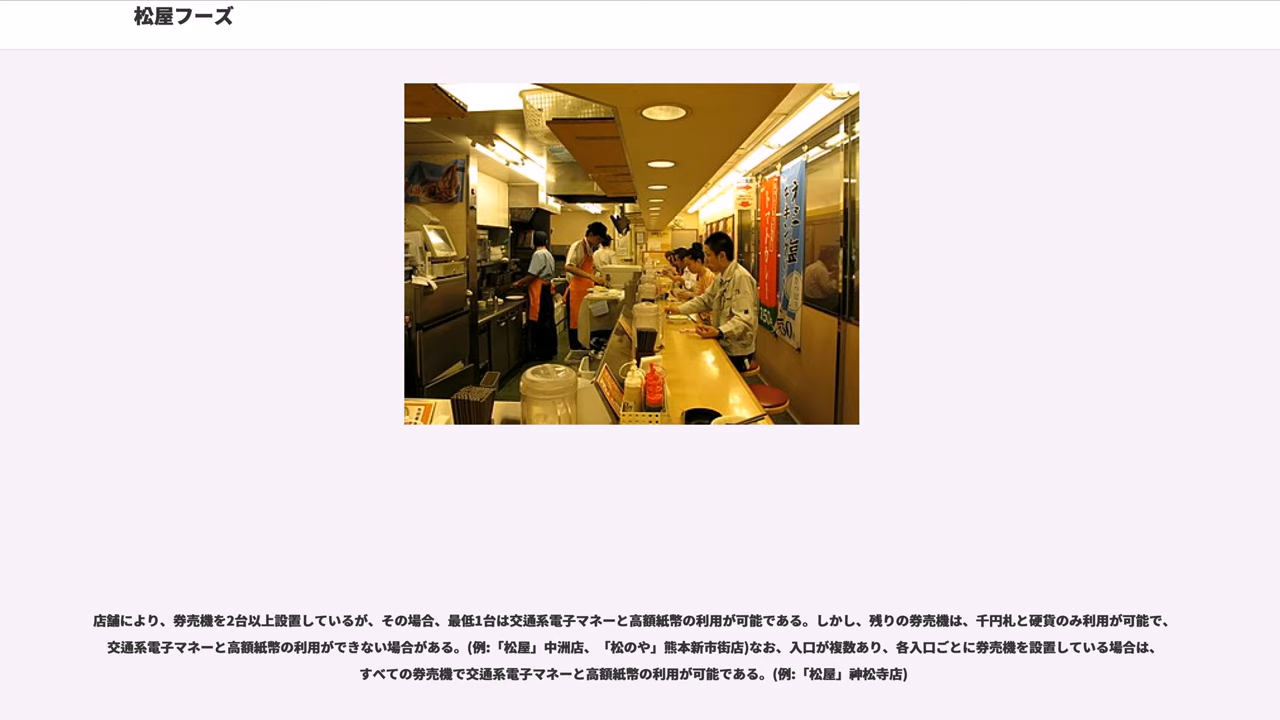 松屋フーズ
店舗により、券売機を2台以上設置しているが、その場合、最低1台は交通系電子マネーと高額紙幣の利用が可能である。しかし、残りの券売機は、千円札と硬貨のみ利用が可能で、
交通系電子マネーと高額紙幣の利用ができない場合がある。(例:「松屋」中洲店、「松のや」熊本新市街店)なお、入口が複数あり、各入口ごとに券売機を設置している場合は、
すべての券売機で交通系電子マネーと高額紙幣の利用が可能である。(例:「松屋」神松寺店)